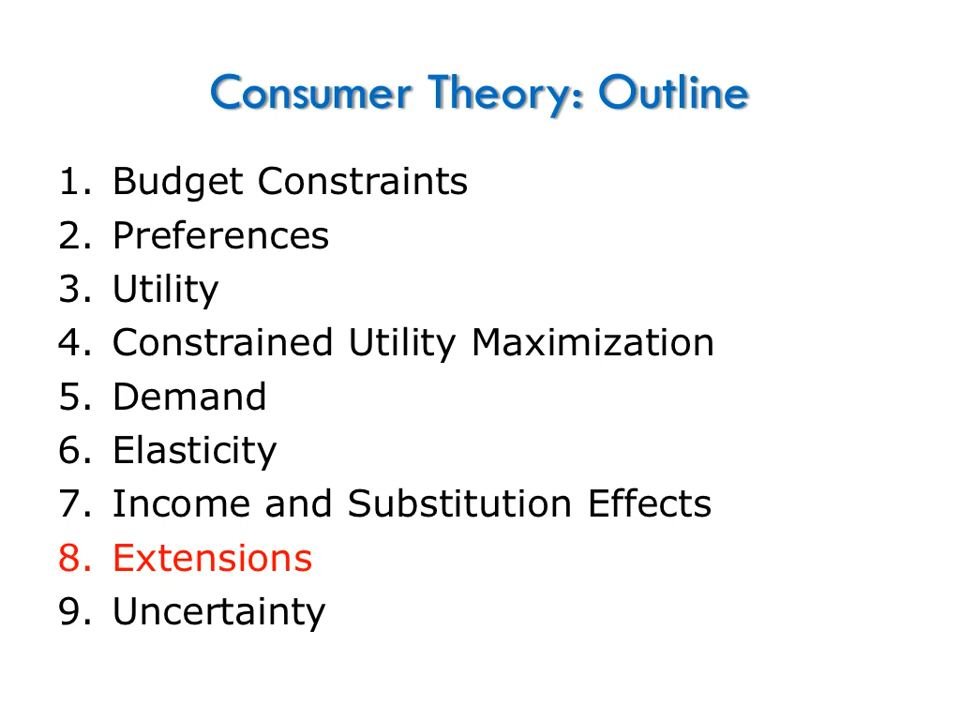 Consumer Theory: Outline
1. Budget Constraints
2. Preferences
3. Utility
4. Constrained Utility Maximization
5. Demand
6. Elasticity
7. Income and Substitution Effects
8. Extensions
9. Uncertainty